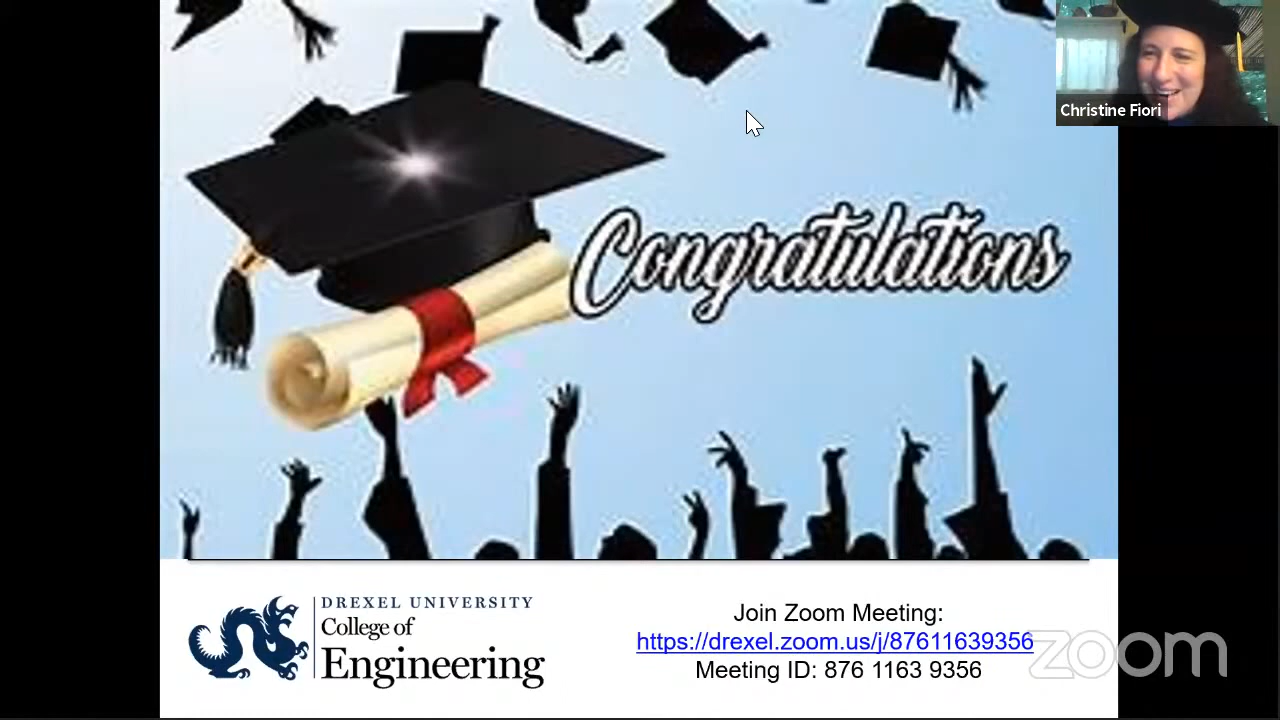 Christine Fiori
Congratulations
DREXEL UNIVERSITY
College of
Engineering
Join Zoom Meeting:
https://drexel.zoom.us/j/87611639356
Meeting ID: 876 1163 9356
zoom